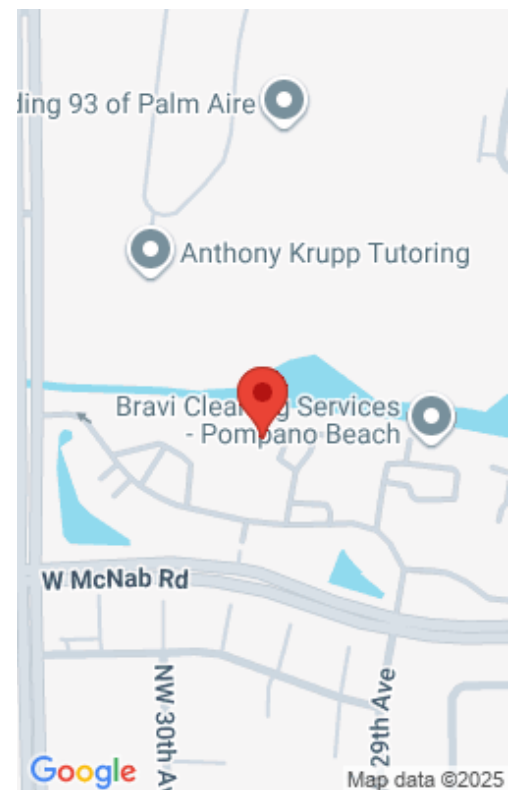 ding 93 of Palm Aire
Anthony Krupp Tutoring
Bravi Cleaning Services
- Pompano Beach
W McNab Rd
NW 30th Av
29th Ave
Google
Map data ©2025